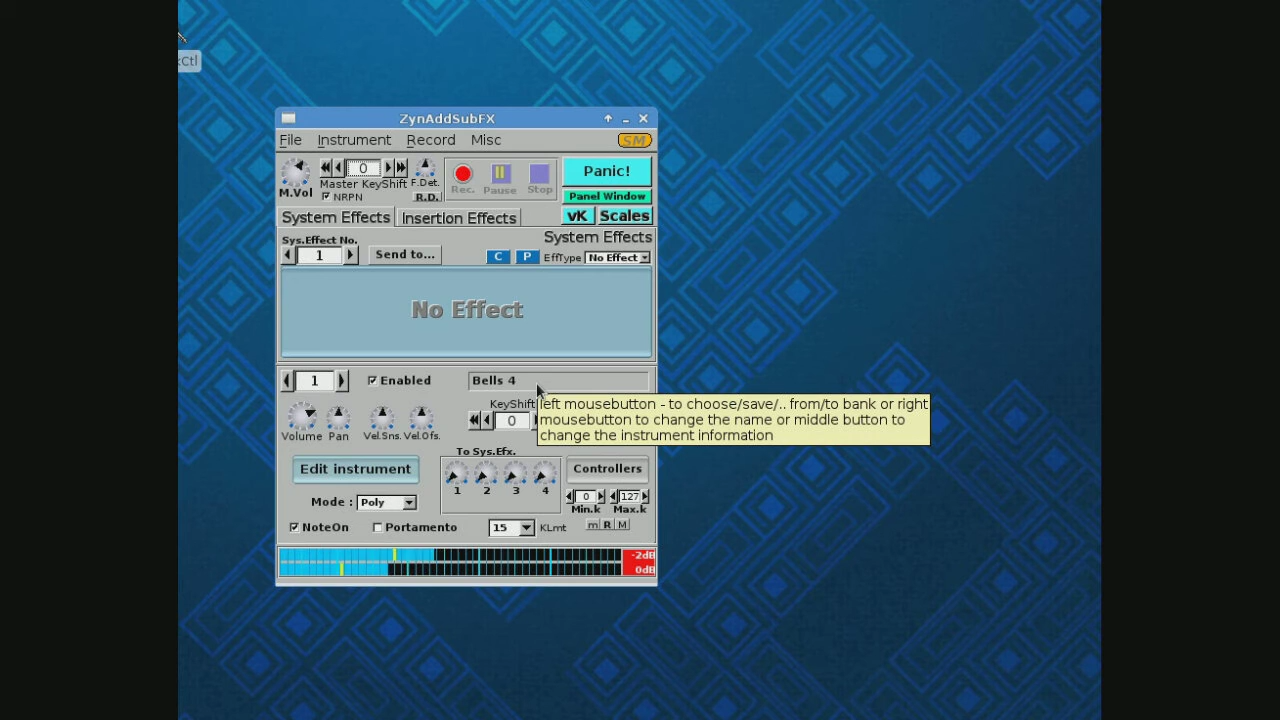 ctl
ZynAddSubFX
File Instrument Record Misc SM
0
M.Vol Master KeyShift F.Det. Rec. Pause Stop
NRPN R.D.
Panic!
Panel Window
vK Scales
System Effects Insertion Effects
System Effects
Sys.Effect No.
1 Send to... C P EffType No Effect
No Effect
1 Enabled Bells 4
KeyShift
0
Volume Pan Vel.Sns. Vel.Ofs.
left mousebutton - to choose/save/.. from/to bank or right
mousebutton to change the name or middle button to
change the instrument information
To Sys.Efx.
Edit instrument 1 2 3 4 Controllers
0 127
Min.k Max.k
Mode : Poly
NoteOn Portamento 15 KLmt m R M
-2dB
0dB